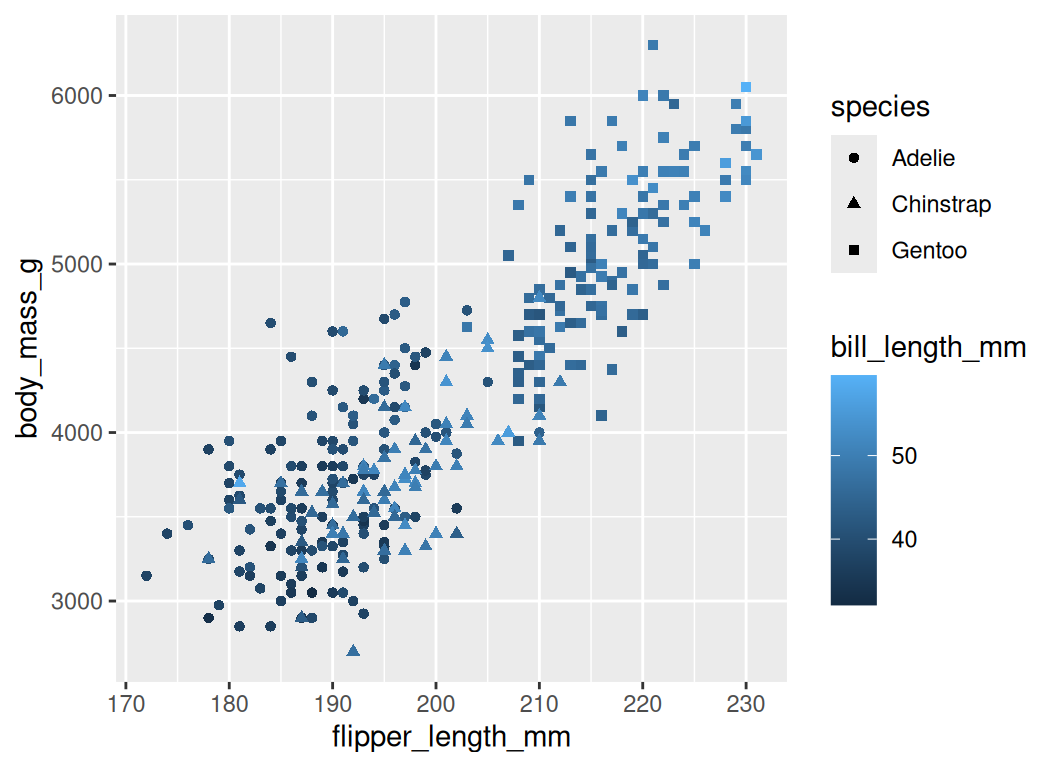 6000
5000
4000
3000
170 180 190 200 210 220 230
flipper_length_mm
body_mass_g
species
Adelie
Chinstrap
Gentoo
bill_length_mm
50
40